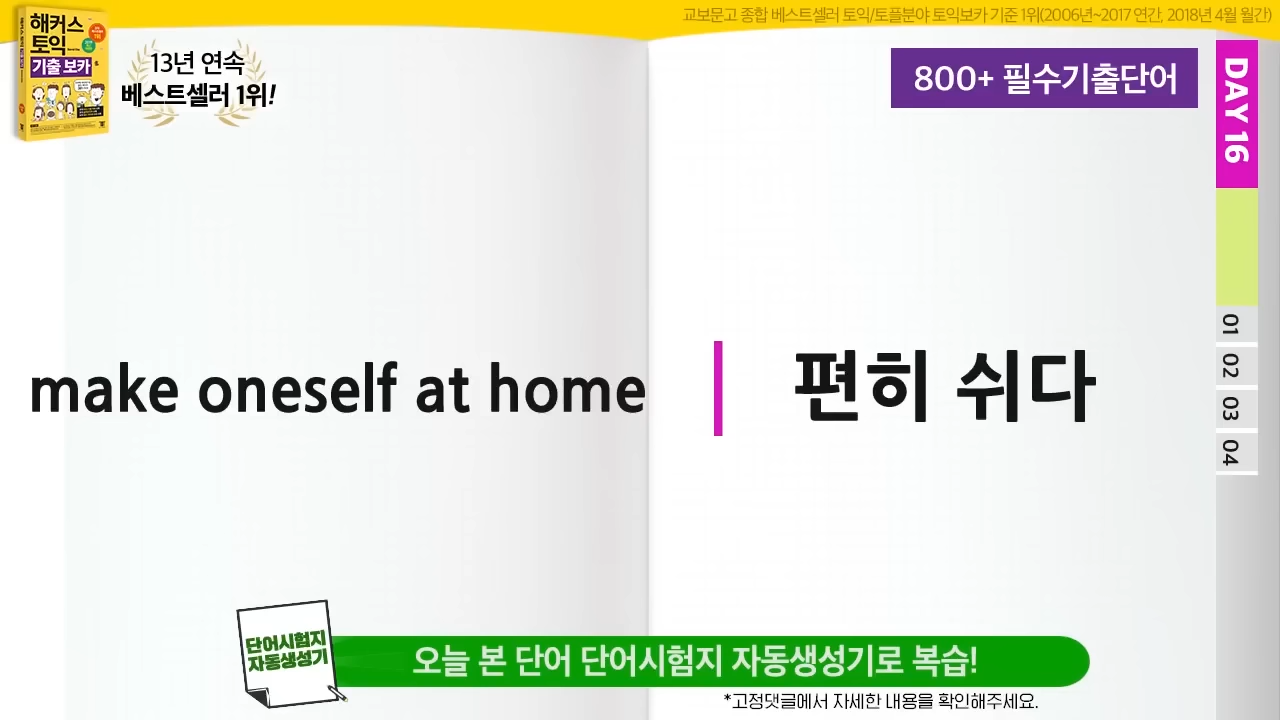 교보문고 종합 베스트셀러 토익/토플분야 토익보카 기준 1위(2006년~2017 연간, 2018년 4월 월간)
해커스
토익
기출 보카
13년 연속
베스트셀러 1위!
800+ 필수기출단어
DAY 16
01
02
03
04
make oneself at home
편히 쉬다
단어시험지
자동생성기
오늘 본 단어 단어시험지 자동생성기로 복습!
*고정댓글에서 자세한 내용을 확인해주세요.